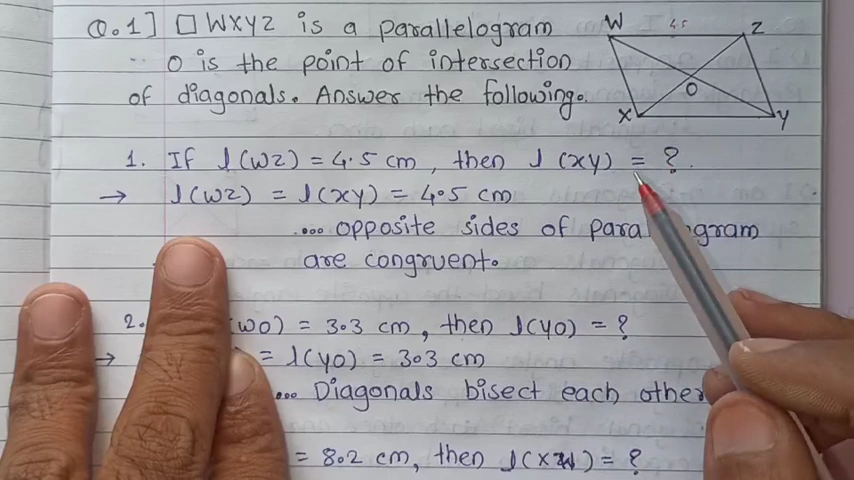 Q.1] □ WXYZ is a parallelogram
O is the point of intersection
of diagonals. Answer the following.
W 4.5 Z
O
X Y
1. If l(WZ) = 4.5 cm, then l(XY) = ?
→ l(WZ) = l(XY) = 4.5 cm
... opposite sides of para gram
are congruent.
2. (WO) = 3.3 cm, then l(YO) = ?
→ = l(YO) = 3.3 cm
... Diagonals bisect each other
= 8.2 cm, then = ?